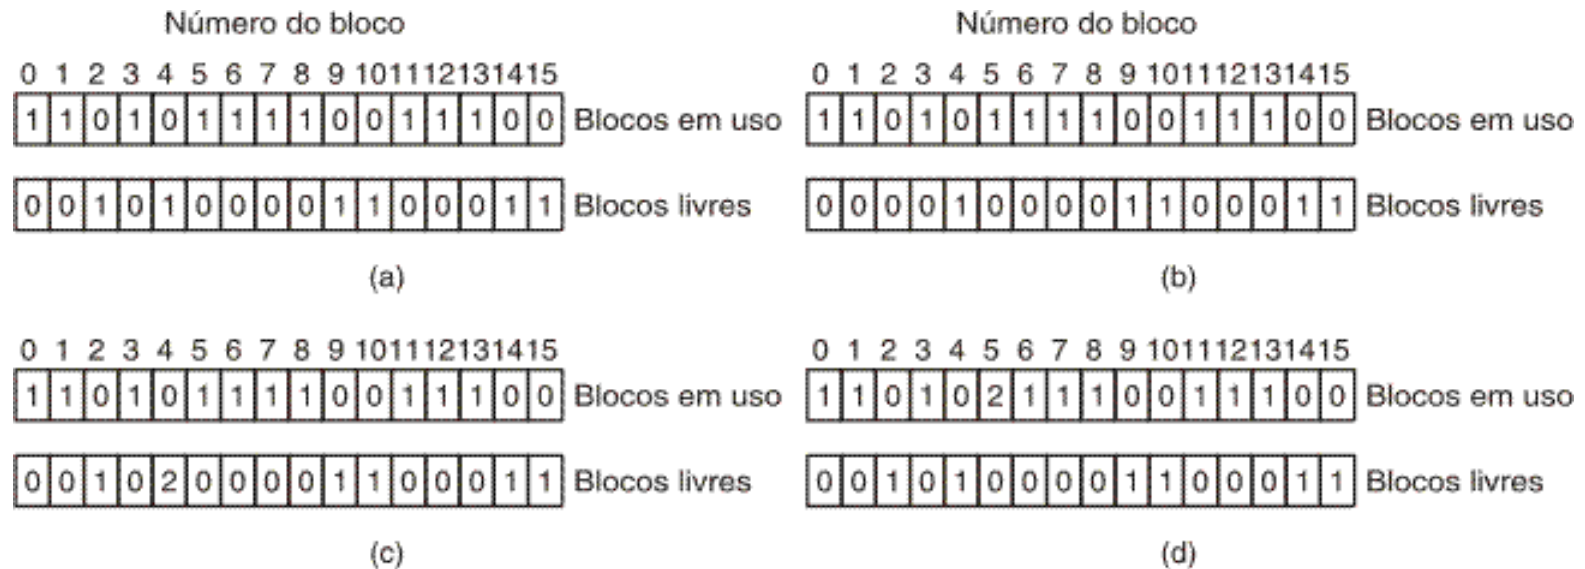 Número do bloco
0 1 2 3 4 5 6 7 8 9 10 11 12 13 14 15
1 1 0 1 0 1 1 1 1 0 0 1 1 1 0 0 Blocos em uso
0 0 1 0 1 0 0 0 0 1 1 0 0 0 1 1 Blocos livres
(a)
Número do bloco
0 1 2 3 4 5 6 7 8 9 10 11 12 13 14 15
1 1 0 1 0 1 1 1 1 0 0 1 1 1 0 0 Blocos em uso
0 0 0 0 1 0 0 0 0 1 1 0 0 0 1 1 Blocos livres
(b)
0 1 2 3 4 5 6 7 8 9 10 11 12 13 14 15
1 1 0 1 0 1 1 1 1 0 0 1 1 1 0 0 Blocos em uso
0 0 1 0 2 0 0 0 0 1 1 0 0 0 1 1 Blocos livres
(c)
0 1 2 3 4 5 6 7 8 9 10 11 12 13 14 15
1 1 0 1 0 2 1 1 1 0 0 1 1 1 0 0 Blocos em uso
0 0 1 0 1 0 0 0 0 1 1 0 0 0 1 1 Blocos livres
(d)